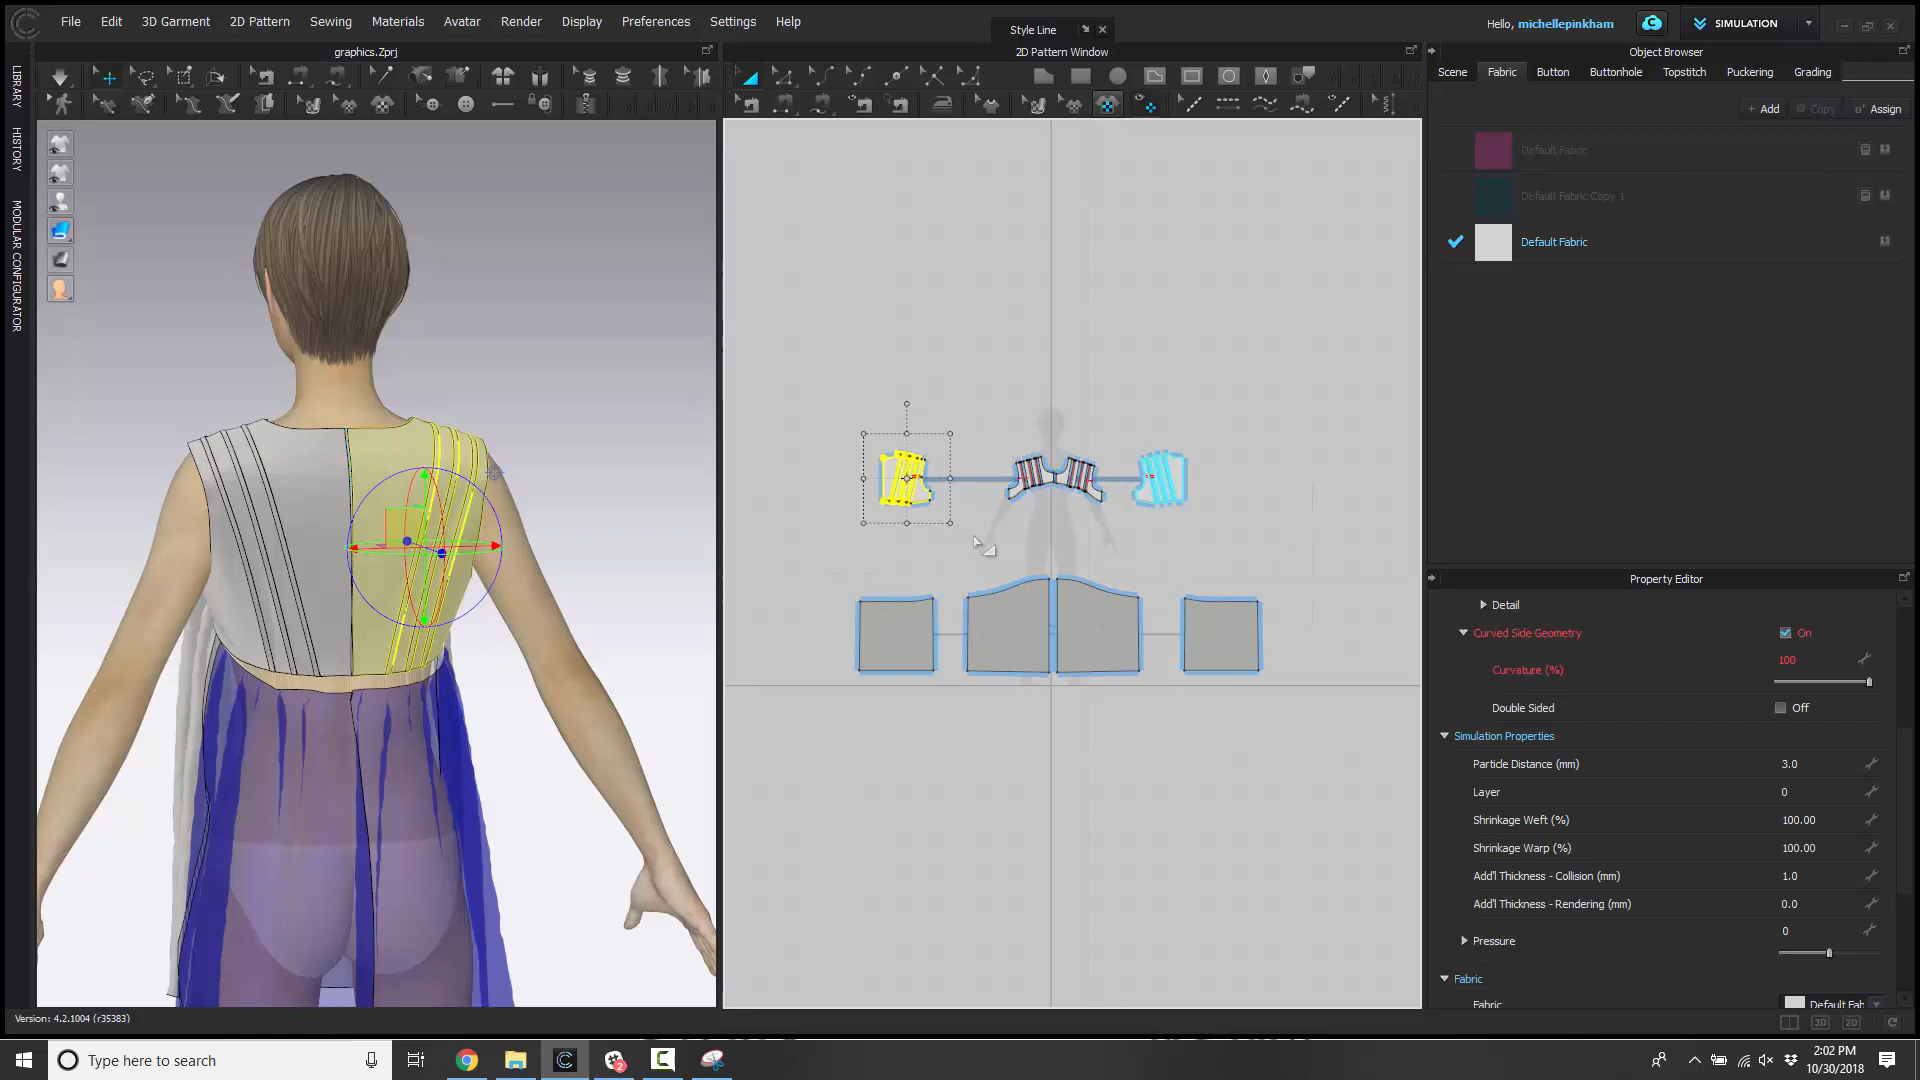 File Edit 3D Garment 2D Pattern Sewing Materials Avatar Render Display Preferences Settings Help
Style Line
Hello, michellepinkham
SIMULATION
graphics.Zprj
2D Pattern Window
Object Browser
Scene Fabric Button Buttonhole Topstitch Puckering Grading
+ Add Copy Assign
Default Fabric
Default Fabric Copy 1
Default Fabric
LIBRARY
HISTORY
MODULAR CONFIGURATOR
Property Editor
Detail
Curved Side Geometry On
Curvature (%) 100
Double Sided Off
Simulation Properties
Particle Distance (mm) 3.0
Layer 0
Shrinkage Weft (%) 100.00
Shrinkage Warp (%) 100.00
Add'l Thickness - Collision (mm) 1.0
Add'l Thickness - Rendering (mm) 0.0
Pressure 0
Fabric
Fabric Default Fab
Version: 4.2.1004 (r35383)
3D 2D
Type here to search
2
2:02 PM
10/30/2018